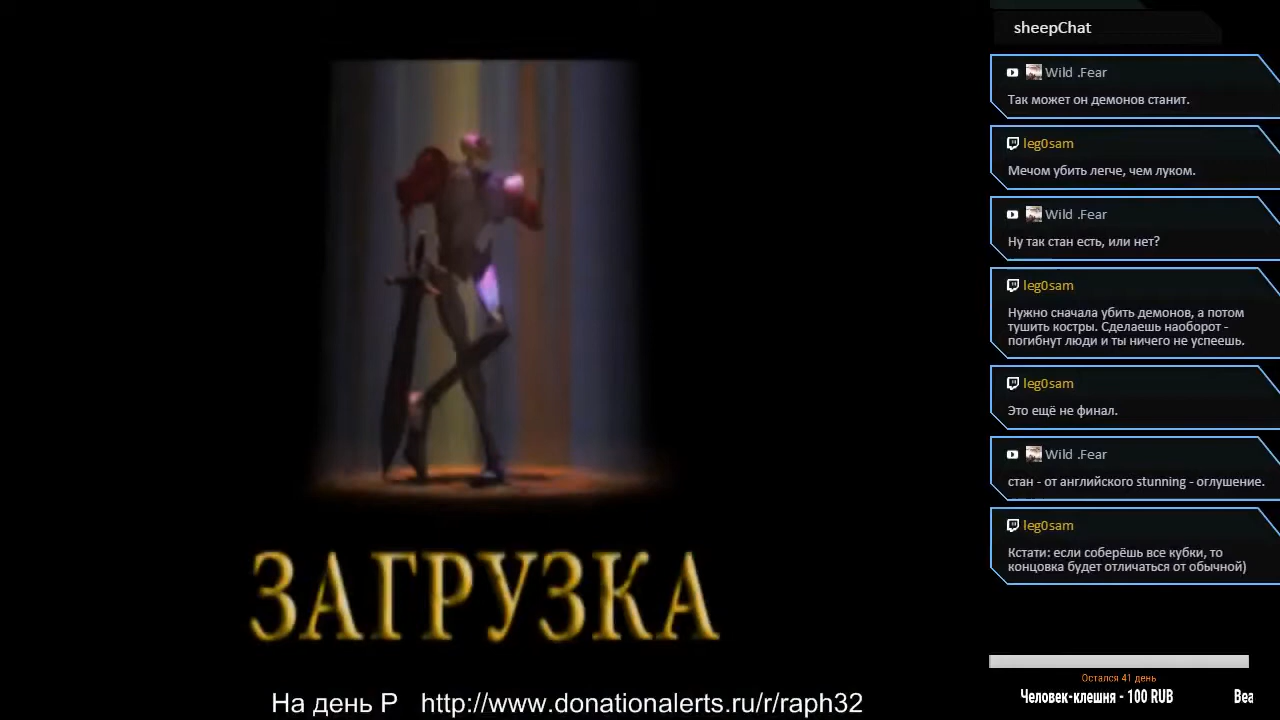 ЗАГРУЗКА
На день Р http://www.donationalerts.ru/r/raph32
sheepChat
Wild .Fear
Так может он демонов станит.
leg0sam
Мечом убить легче, чем луком.
Wild .Fear
Ну так стан есть, или нет?
leg0sam
Нужно сначала убить демонов, а потом
тушить костры. Сделаешь наоборот -
погибнут люди и ты ничего не успеешь.
leg0sam
Это ещё не финал.
Wild .Fear
стан - от английского stunning - оглушение.
leg0sam
Кстати: если соберёшь все кубки, то
концовка будет отличаться от обычной)
Остался 41 день
Человек-клешня - 100 RUB